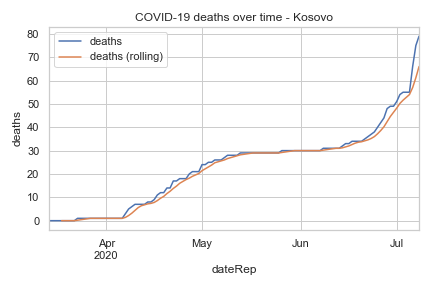 COVID-19 deaths over time - Kosovo
deaths
deaths (rolling)
80
70
60
50
40
30
20
10
0
deaths
Apr
2020
May
Jun
Jul
dateRep